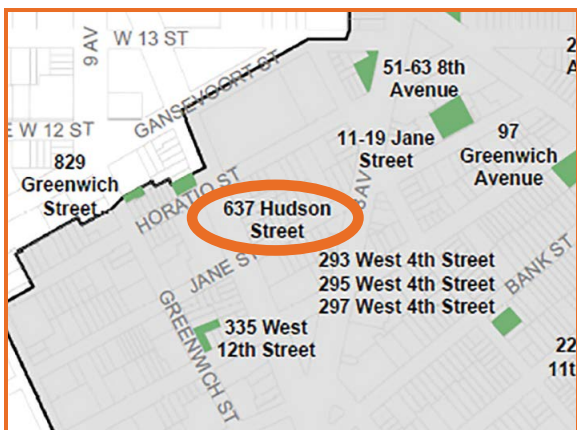 W 13 ST
9 AV
GANSEVOORT ST
51-63 8th
Avenue
2
A
E W 12 ST
829
Greenwich
Street
11-19 Jane
Street
97
Greenwich
Avenue
HORATIO ST
637 Hudson
Street
8 AV
JANE ST
293 West 4th Street
295 West 4th Street
297 West 4th Street
BANK ST
GREENWICH ST
335 West
12th Street
22
11t